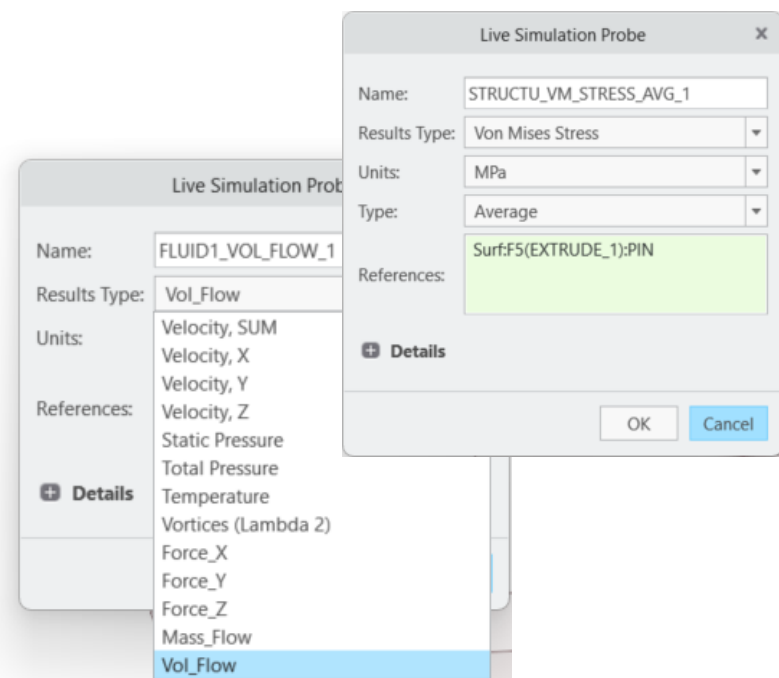 Live Simulation Probe x
Name: STRUCTU_VM_STRESS_AVG_1
Results Type: Von Mises Stress
Units: MPa
Type: Average
References: Surf:F5(EXTRUDE_1):PIN
Details
OK Cancel
Live Simulation Prob
Name: FLUID1_VOL_FLOW_1
Results Type: Vol_Flow
Units:
References:
Details
Velocity, SUM
Velocity, X
Velocity, Y
Velocity, Z
Static Pressure
Total Pressure
Temperature
Vortices (Lambda 2)
Force_X
Force_Y
Force_Z
Mass_Flow
Vol_Flow